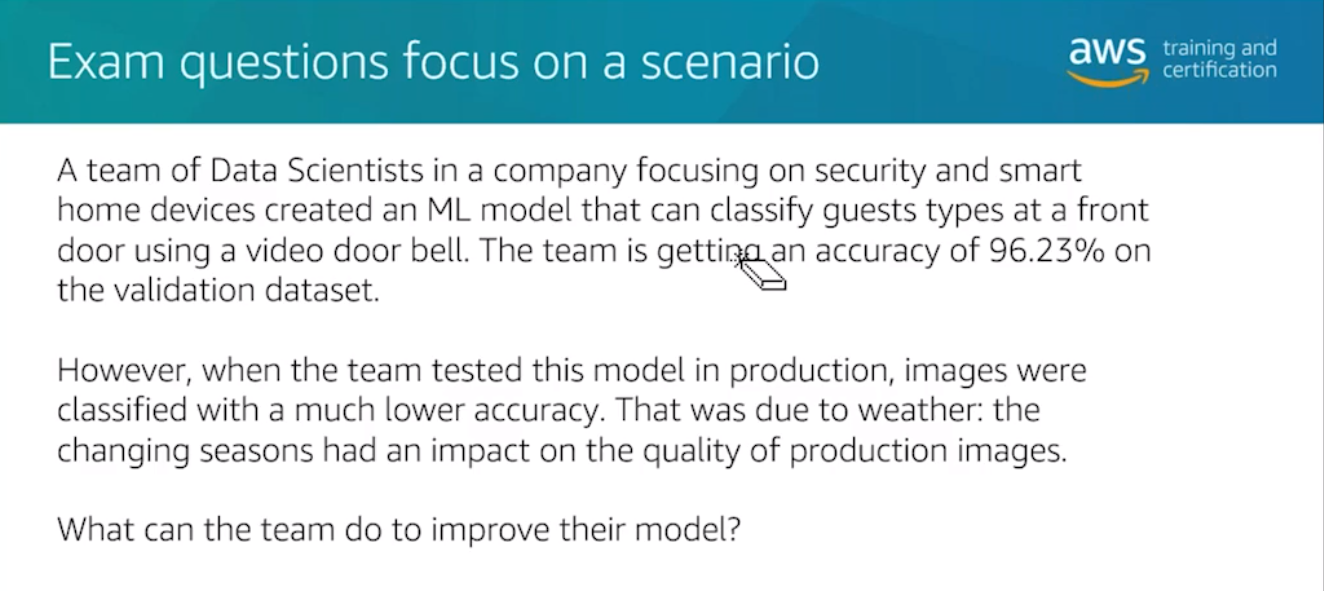 Exam questions focus on a scenario
aws training and
certification
A team of Data Scientists in a company focusing on security and smart
home devices created an ML model that can classify guests types at a front
door using a video door bell. The team is getting an accuracy of 96.23% on
the validation dataset.
However, when the team tested this model in production, images were
classified with a much lower accuracy. That was due to weather: the
changing seasons had an impact on the quality of production images.
What can the team do to improve their model?